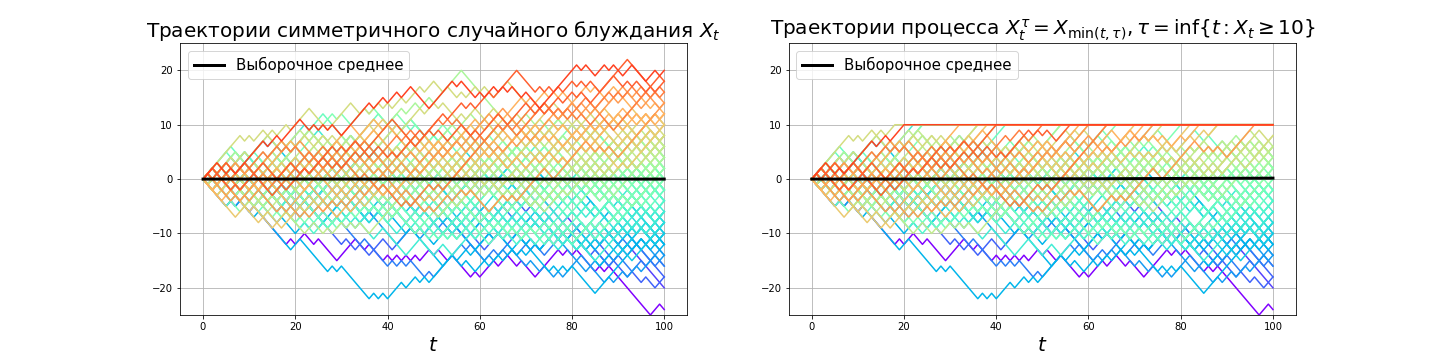 Траектории симметричного случайного блуждания $X_t$
Выборочное среднее
20
10
0
−10
−20
0 20 40 60 80 100
$t$
Траектории процесса $X_t^\tau = X_{\min(t,\tau)}, \tau = \inf\{t : X_t \geq 10\}$
Выборочное среднее
20
10
0
−10
−20
0 20 40 60 80 100
$t$